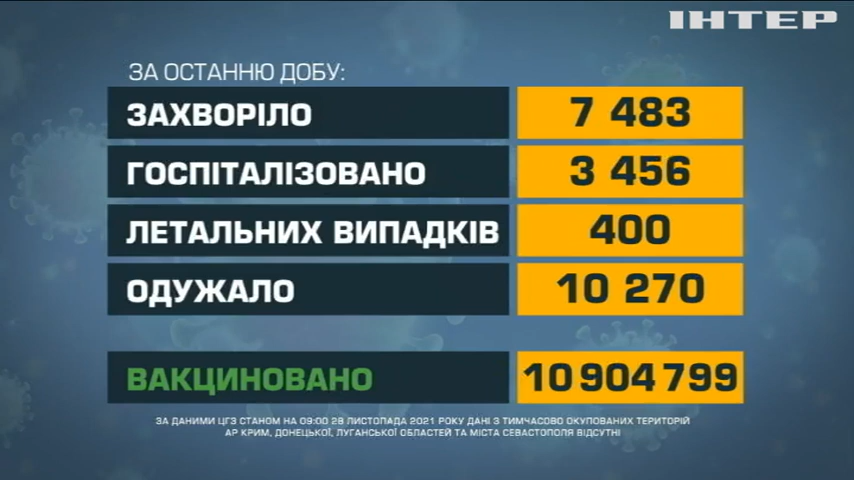 ІНТЕР
ЗА ОСТАННЮ ДОБУ:
ЗАХВОРІЛО 7 483
ГОСПІТАЛІЗОВАНО 3 456
ЛЕТАЛЬНИХ ВИПАДКІВ 400
ОДУЖАЛО 10 270
ВАКЦИНОВАНО 10 904 799
ЗА ДАНИМИ ЦГЗ СТАНОМ НА 09:00 28 ЛИСТОПАДА 2021 РОКУ ДАНІ З ТИМЧАСОВО ОКУПОВАНИХ ТЕРИТОРІЙ
АР КРИМ, ДОНЕЦЬКОЇ, ЛУГАНСЬКОЇ ОБЛАСТЕЙ ТА МІСТА СЕВАСТОПОЛЯ ВІДСУТНІ